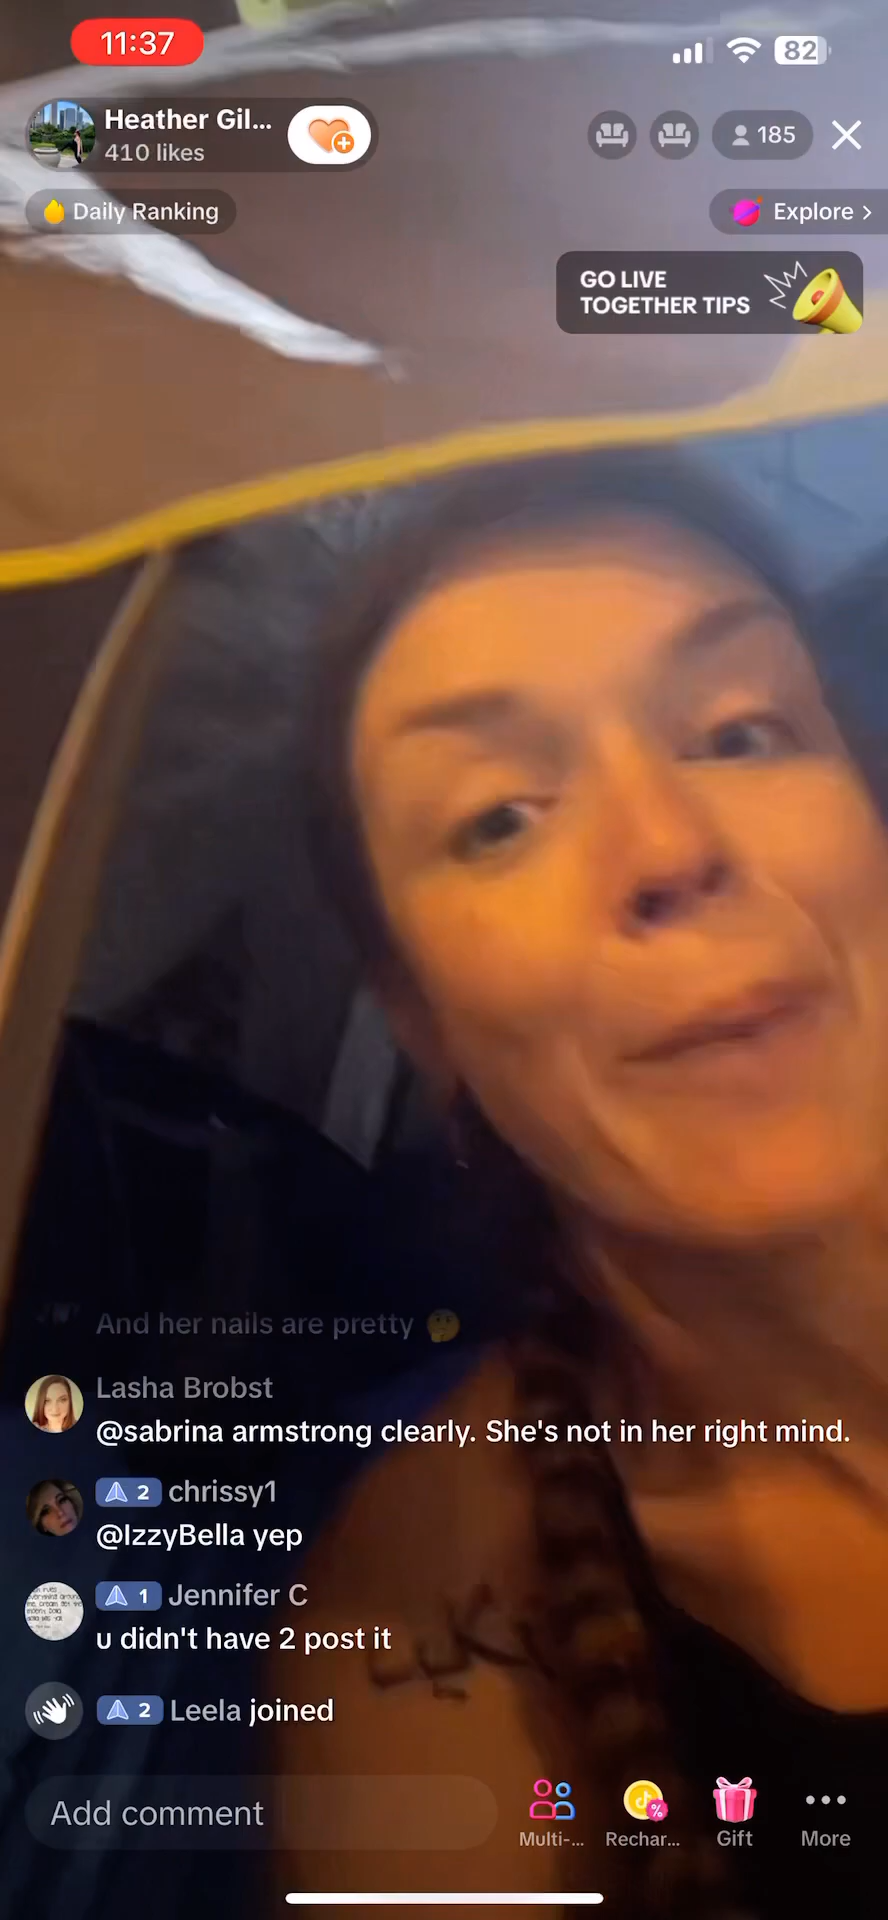 11:37
82
Heather Gil...
410 likes
185
Daily Ranking
Explore >
GO LIVE
TOGETHER TIPS
And her nails are pretty 🤔
Lasha Brobst
@sabrina armstrong clearly. She's not in her right mind.
2 chrissy1
@IzzyBella yep
1 Jennifer C
u didn't have 2 post it
2 Leela joined
Add comment
Multi-...
Rechar...
Gift
More